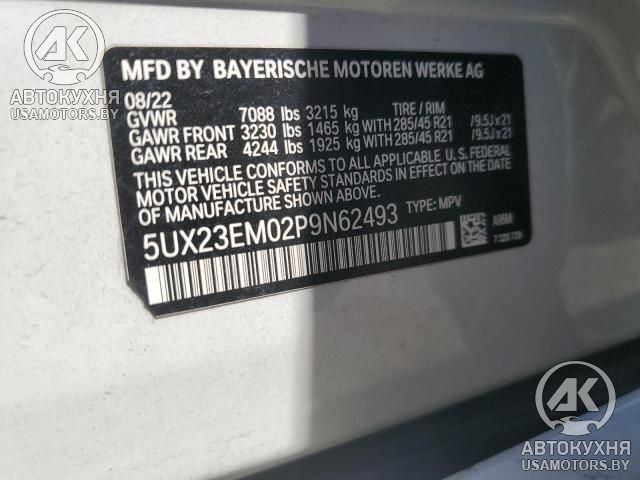 MFD BY BAYERISCHE MOTOREN WERKE AG
08/22
GVWR 7088 lbs 3215 kg TIRE / RIM
GAWR FRONT 3230 lbs 1465 kg WITH 285/45 R21 /9.5J x 21
GAWR REAR 4244 lbs 1925 kg WITH 285/45 R21 /9.5J x 21
THIS VEHICLE CONFORMS TO ALL APPLICABLE U. S. FEDERAL
MOTOR VEHICLE SAFETY STANDARDS IN EFFECT ON
THE DATE OF MANUFACTURE SHOWN ABOVE.
5UX23EM02P9N62493 TYPE: MPV
AK
АВТОКУХНЯ
USAMOTORS.BY
AK
АВТОКУХНЯ
USAMOTORS.BY